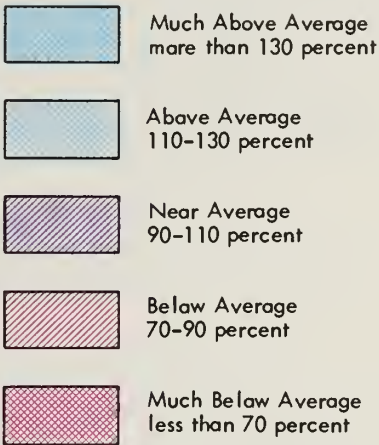 Much Above Average
mare than 130 percent
Above Average
110-130 percent
Near Average
90-110 percent
Below Average
70-90 percent
Much Below Average
less than 70 percent